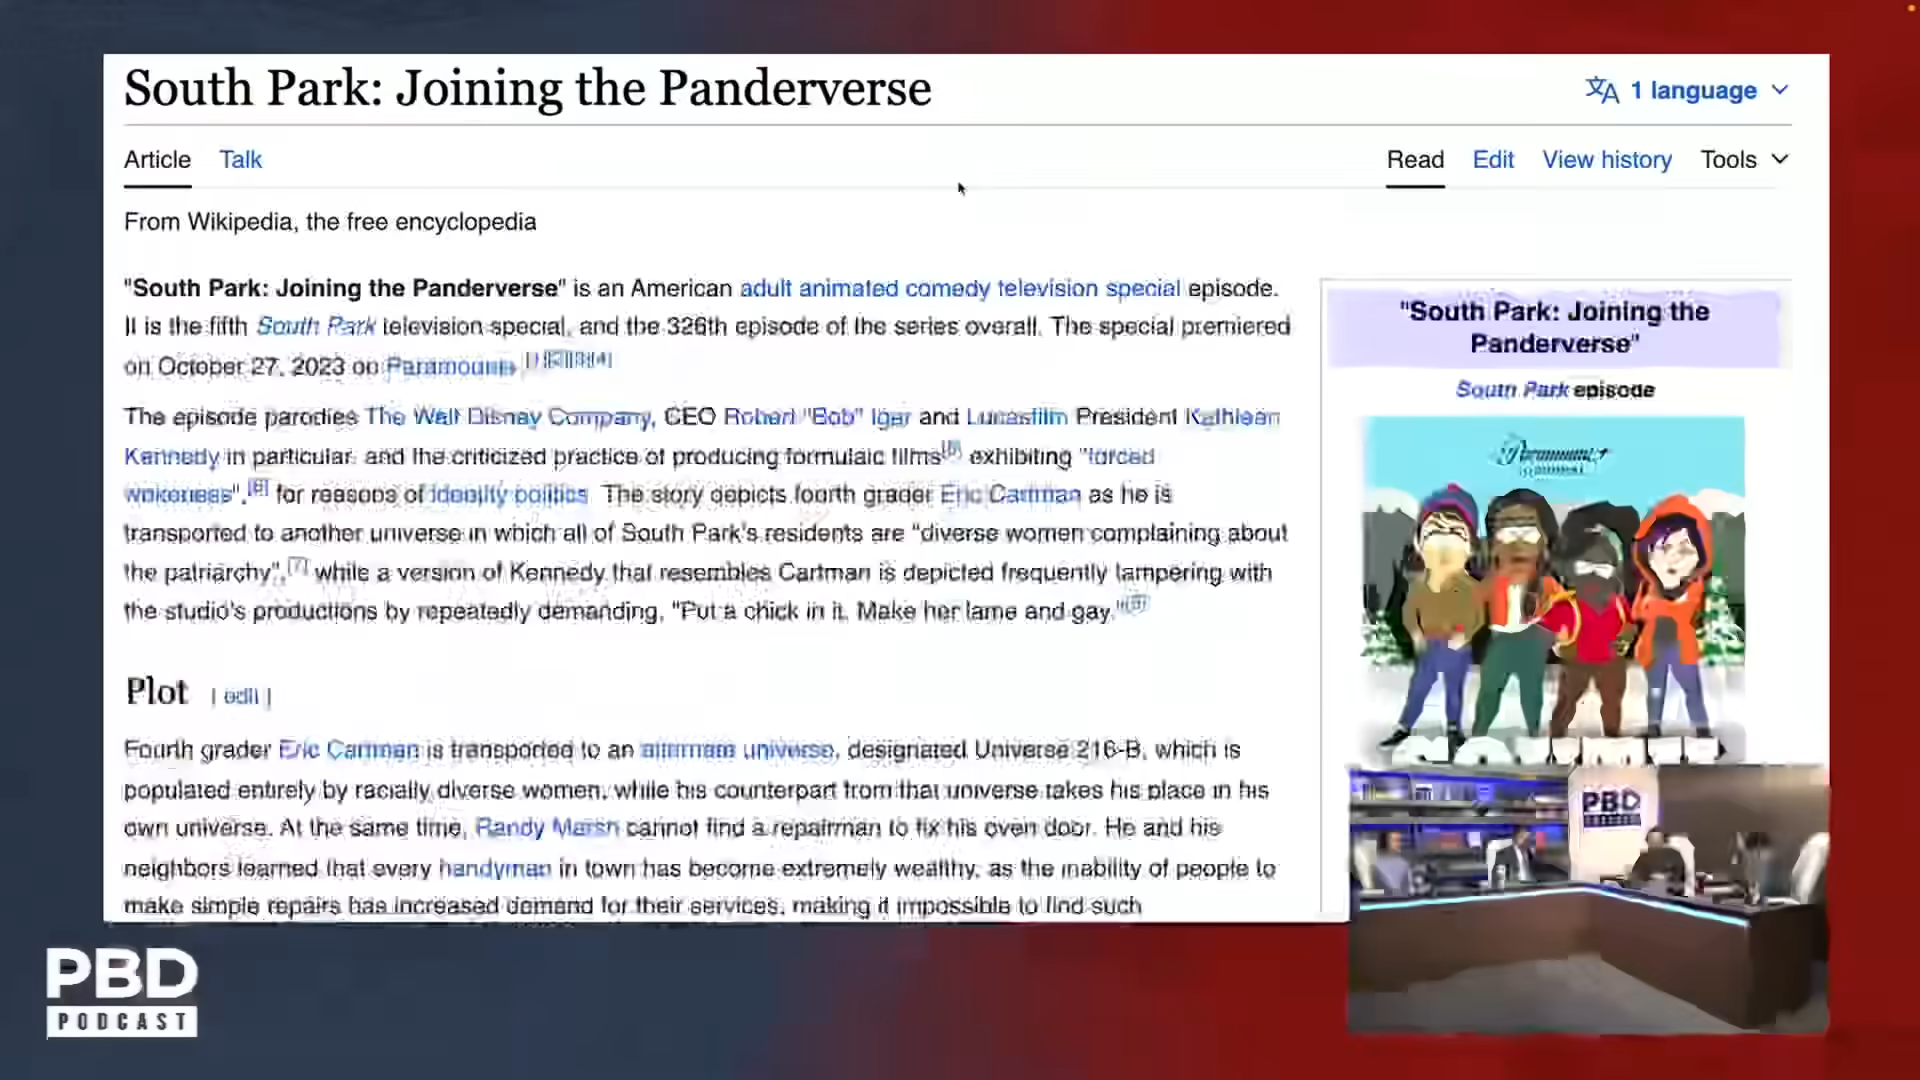 South Park: Joining the Panderverse
1 language
Article Talk
Read Edit View history Tools
From Wikipedia, the free encyclopedia
"South Park: Joining the Panderverse" is an American adult animated comedy television special episode.
It is the fifth South Park television special, and the 326th episode of the series overall. The special premiered
on October 27, 2023 on Paramount+.[1][2][3][4]
The episode parodies The Walt Disney Company, CEO Robert "Bob" Iger and Lucasfilm President Kathleen
Kennedy in particular, and the criticized practice of producing formulaic films[5] exhibiting "forced
wokeness",[6] for reasons of identity politics. The story depicts fourth grader Eric Cartman as he is
transported to another universe in which all of South Park's residents are "diverse women complaining about
the patriarchy",[7] while a version of Kennedy that resembles Cartman is depicted frequently tampering with
the studio's productions by repeatedly demanding, "Put a chick in it. Make her lame and gay."
Plot [ edit ]
Fourth grader Eric Cartman is transported to an alternate universe, designated Universe 216-B, which is
populated entirely by racially diverse women, while his counterpart from that universe takes his place in his
own universe. At the same time, Randy Marsh cannot find a repairman to fix his oven door. He and his
neighbors learned that every handyman in town has become extremely wealthy, as the inability of people to
make simple repairs has increased demand for their services, making it impossible to find such
"South Park: Joining the
Panderverse"
South Park episode
Paramount
PBD
PBD
PODCAST